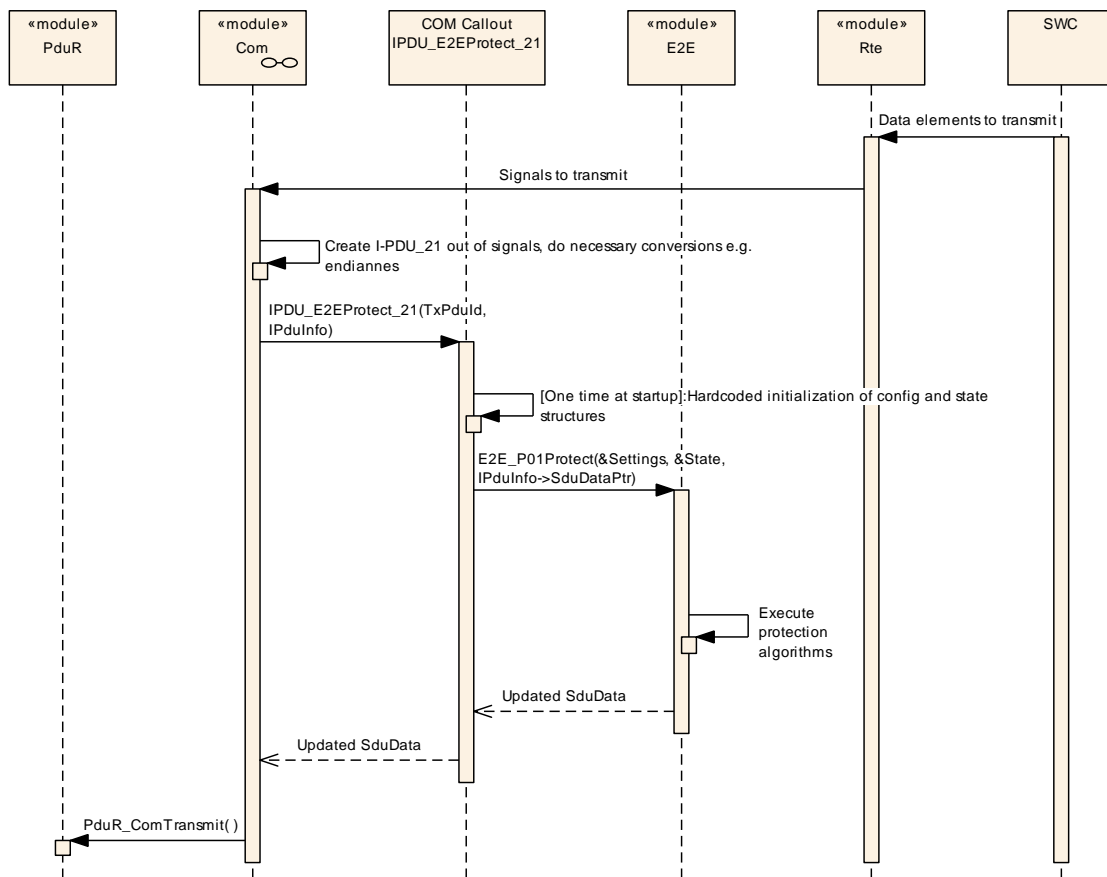 «module»
PduR
«module»
Com
COM Callout
IPDU_E2EProtect_21
«module»
E2E
«module»
Rte
SWC
Data elements to transmit
Signals to transmit
Create I-PDU_21 out of signals, do necessary conversions e.g.
endiannes
IPDU_E2EProtect_21(TxPduId,
IPduInfo)
[One time at startup]:Hardcoded initialization of config and state
structures
E2E_P01Protect(&Settings, &State,
IPduInfo->SduDataPtr)
Execute
protection
algorithms
Updated SduData
Updated SduData
PduR_ComTransmit( )